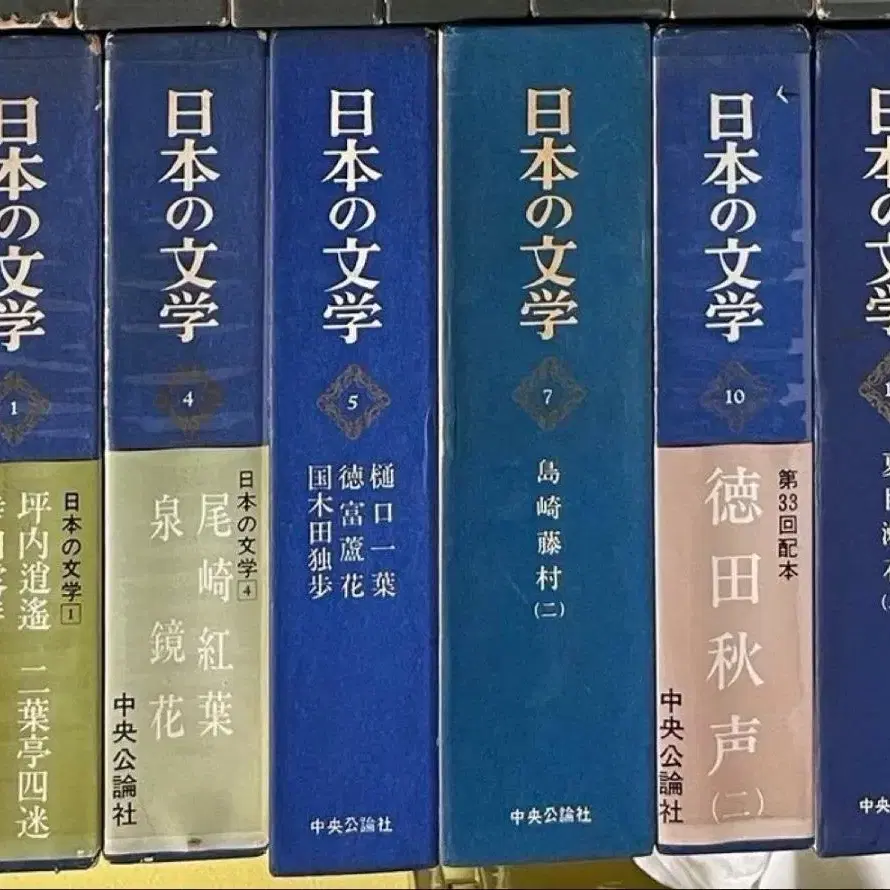 日本の文学
1
日本の文学 1
坪内逍遙 二葉亭四迷
日本の文学
4
日本の文学 4
尾崎紅葉
泉 鏡花
中央公論社
日本の文学
5
樋口一葉
徳富蘆花
国木田独歩
中央公論社
日本の文学
7
島崎藤村(二)
中央公論社
日本の文学
10
第33回配本
徳田秋声(二)
中央公論社
日本の文学
中央